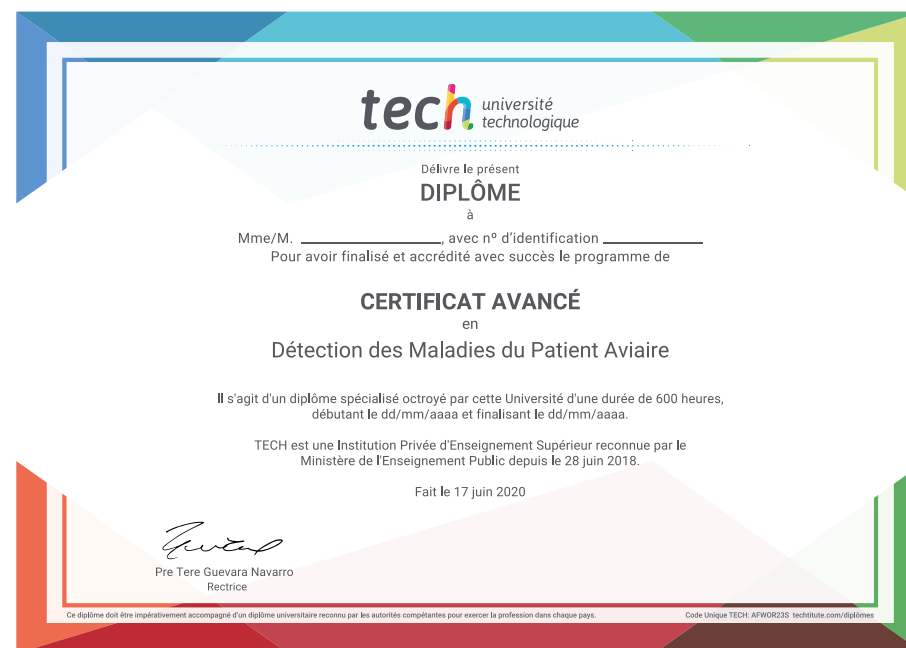 tech université
technologique
Délivre le présent
DIPLÔME
à
Mme/M. ____________________, avec nº d'identification ______________
Pour avoir finalisé et accrédité avec succès le programme de
CERTIFICAT AVANCÉ
en
Détection des Maladies du Patient Aviaire
Il s'agit d'un diplôme spécialisé octroyé par cette Université d'une durée de 600 heures,
débutant le dd/mm/aaaa et finalisant le dd/mm/aaaa.
TECH est une Institution Privée d'Enseignement Supérieur reconnue par le
Ministère de l'Enseignement Public depuis le 28 juin 2018.
Fait le 17 juin 2020
Pre Tere Guevara Navarro
Rectrice
Ce diplôme doit être impérativement accompagné d'un diplôme universitaire reconnu par les autorités compétantes pour exercer la profession dans chaque pays.
Code Unique TECH: AFWOR23S techtitute.com/diplômes